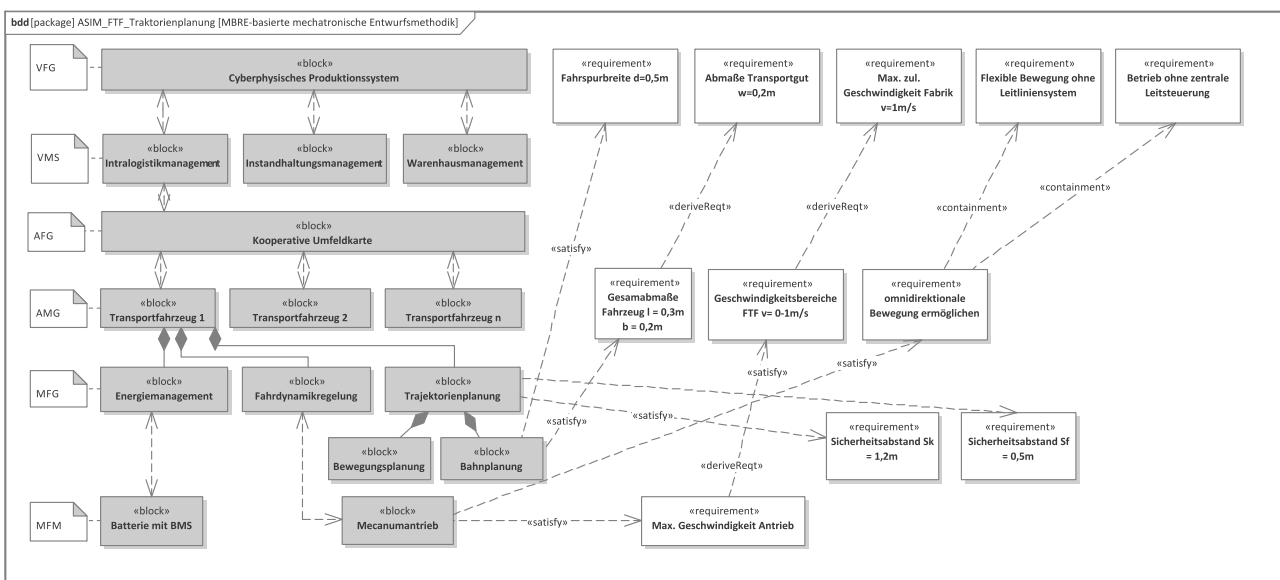 bdd [package] ASIM_FTF_Traktorienplanung [MBRE-basierte mechatronische Entwurfsmethodik]
VFG
«block»
Cyberphysisches Produktionssystem
«requirement»
Fahrspurbreite d=0,5m
«requirement»
Abmaße Transportgut
w=0,2m
«requirement»
Max. zul.
Geschwindigkeit Fabrik
v=1m/s
«requirement»
Flexible Bewegung ohne
Leitliniensystem
«requirement»
Betrieb ohne zentrale
Leitsteuerung
VMS
«block»
Intralogistikmanagement
«block»
Instandhaltungsmanagement
«block»
Warenhausmanagement
«containment»
«deriveReqt»
«deriveReqt»
«containment»
AFG
«block»
Kooperative Umfeldkarte
«satisfy»
AMG
«block»
Transportfahrzeug 1
«block»
Transportfahrzeug 2
«block»
Transportfahrzeug n
«requirement»
Gesamabmaße
Fahrzeug l = 0,3m
b = 0,2m
«requirement»
Geschwindigkeitsbereiche
FTF v= 0-1m/s
«requirement»
omnidirektionale
Bewegung ermöglichen
«satisfy»
«satisfy»
MFG
«block»
Energiemanagement
«block»
Fahrdynamikregelung
«block»
Trajektorienplanung
«satisfy»
«satisfy»
«requirement»
Sicherheitsabstand Sk
= 1,2m
«requirement»
Sicherheitsabstand Sf
= 0,5m
«block»
Bewegungsplanung
«block»
Bahnplanung
«deriveReqt»
MFM
«block»
Batterie mit BMS
«block»
Mecanumantrieb
«satisfy»
«requirement»
Max. Geschwindigkeit Antrieb